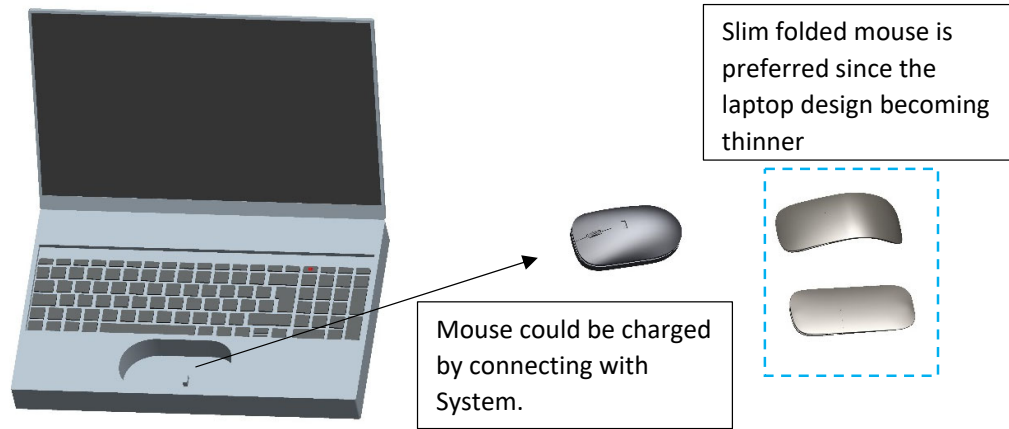 Slim folded mouse is
preferred since the
laptop design becoming
thinner
Mouse could be charged
by connecting with
System.